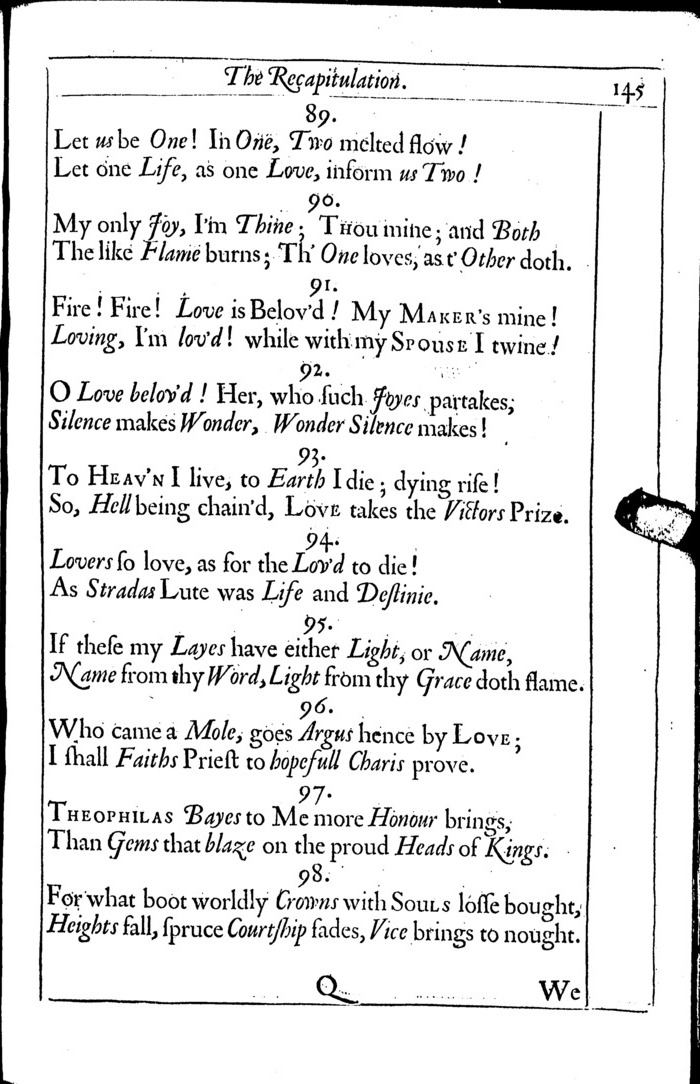 The Recapitulation.
145
89.
Let us be One! In One, Two melted flow!
Let one Life, as one Love, inform us Two!
90.
My only Joy, I'm Thine; Thou mine; and Both
The like Flame burns; Th' One loves, as t' Other doth.
91.
Fire! Fire! Love is Belov'd! My MAKER's mine!
Loving, I'm lov'd! while with my SPOUSE I twine!
92.
O Love belov'd! Her, who ſuch Joyes partakes,
Silence makes Wonder, Wonder Silence makes!
93.
To HEAV'N I live, to Earth I die; dying riſe!
So, Hell being chain'd, LOVE takes the Victors Prize.
94.
Lovers ſo love, as for the Lov'd to die!
As Stradas Lute was Life and Deſtinie.
95.
If theſe my Layes have either Light, or Name,
Name from thy Word, Light from thy Grace doth flame.
96.
Who came a Mole, goes Argus hence by LOVE;
I ſhall Faiths Prieſt to hopefull Charis prove.
97.
THEOPHILAS Bayes to Me more Honour brings,
Than Gems that blaze on the proud Heads of Kings.
98.
For what boot worldly Crowns with SOULS loſſe bought,
Heights fall, ſpruce Courtſhip fades, Vice brings to nought.
Q
We